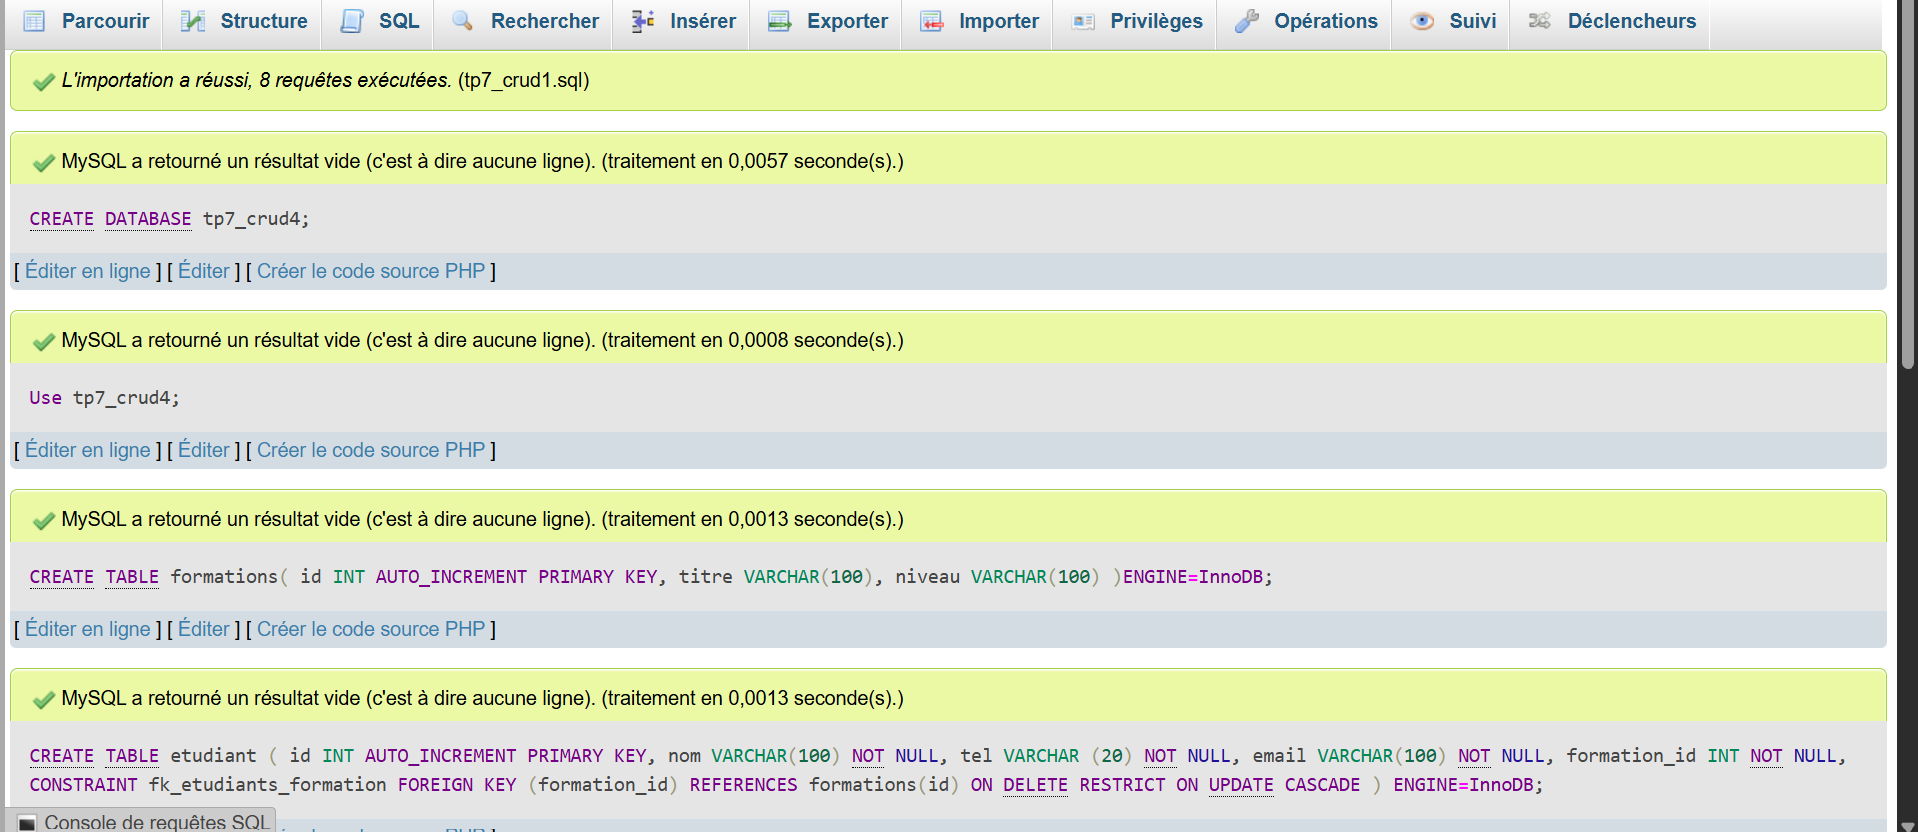 Parcourir Structure SQL Rechercher Insérer Exporter Importer Privilèges Opérations Suivi Déclencheurs
L'importation a réussi, 8 requêtes exécutées. (tp7_crud1.sql)
MySQL a retourné un résultat vide (c'est à dire aucune ligne). (traitement en 0,0057 seconde(s).)
CREATE DATABASE tp7_crud4;
[ Éditer en ligne ] [ Éditer ] [ Créer le code source PHP ]
MySQL a retourné un résultat vide (c'est à dire aucune ligne). (traitement en 0,0008 seconde(s).)
Use tp7_crud4;
[ Éditer en ligne ] [ Éditer ] [ Créer le code source PHP ]
MySQL a retourné un résultat vide (c'est à dire aucune ligne). (traitement en 0,0013 seconde(s).)
CREATE TABLE formations( id INT AUTO_INCREMENT PRIMARY KEY, titre VARCHAR(100), niveau VARCHAR(100) )ENGINE=InnoDB;
[ Éditer en ligne ] [ Éditer ] [ Créer le code source PHP ]
MySQL a retourné un résultat vide (c'est à dire aucune ligne). (traitement en 0,0013 seconde(s).)
CREATE TABLE etudiant ( id INT AUTO_INCREMENT PRIMARY KEY, nom VARCHAR(100) NOT NULL, tel VARCHAR (20) NOT NULL, email VARCHAR(100) NOT NULL, formation_id INT NOT NULL,
CONSTRAINT fk_etudiants_formation FOREIGN KEY (formation_id) REFERENCES formations(id) ON DELETE RESTRICT ON UPDATE CASCADE ) ENGINE=InnoDB;
Console de requêtes SQL le code source PHP ]